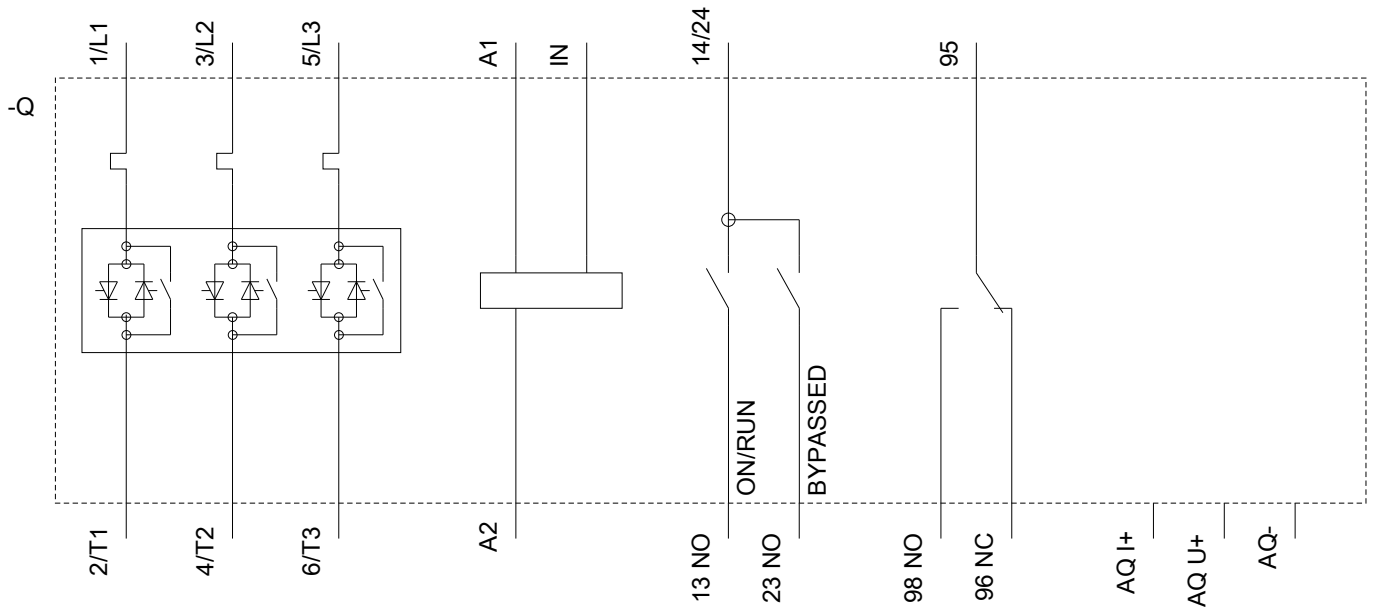 1/L1
3/L2
5/L3
A1
IN
14/24
95
-Q
ON/RUN
BYPASSED
2/T1
4/T2
6/T3
A2
13 NO
23 NO
98 NO
96 NC
AQ I+
AQ U+
AQ-